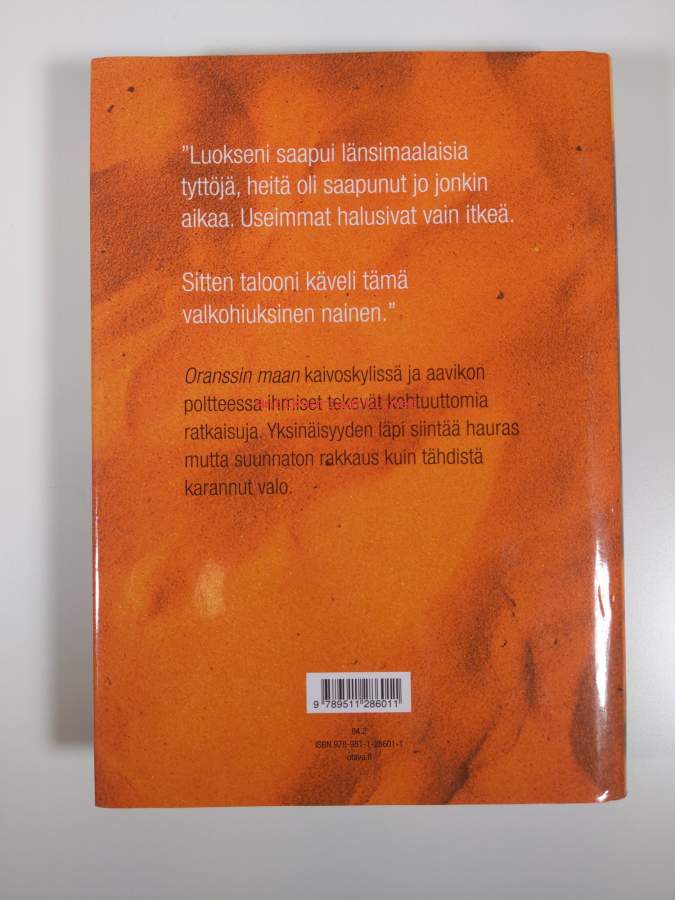 ”Luokseni saapui länsimaalaisia
tyttöjä, heitä oli saapunut jo jonkin
aikaa. Useimmat halusivat vain itkeä.
Sitten talooni käveli tämä
valkohiuksinen nainen.”
Oranssin maan kaivoskylissä ja aavikon
poltteessa ihmiset tekevät kohtuuttomia
ratkaisuja. Yksinäisyyden läpi siintää hauras
mutta suunnaton rakkaus kuin tähdistä
karannut valo.
9 789511 286011
84.2
ISBN 978-951-1-28601-1
otava.fi